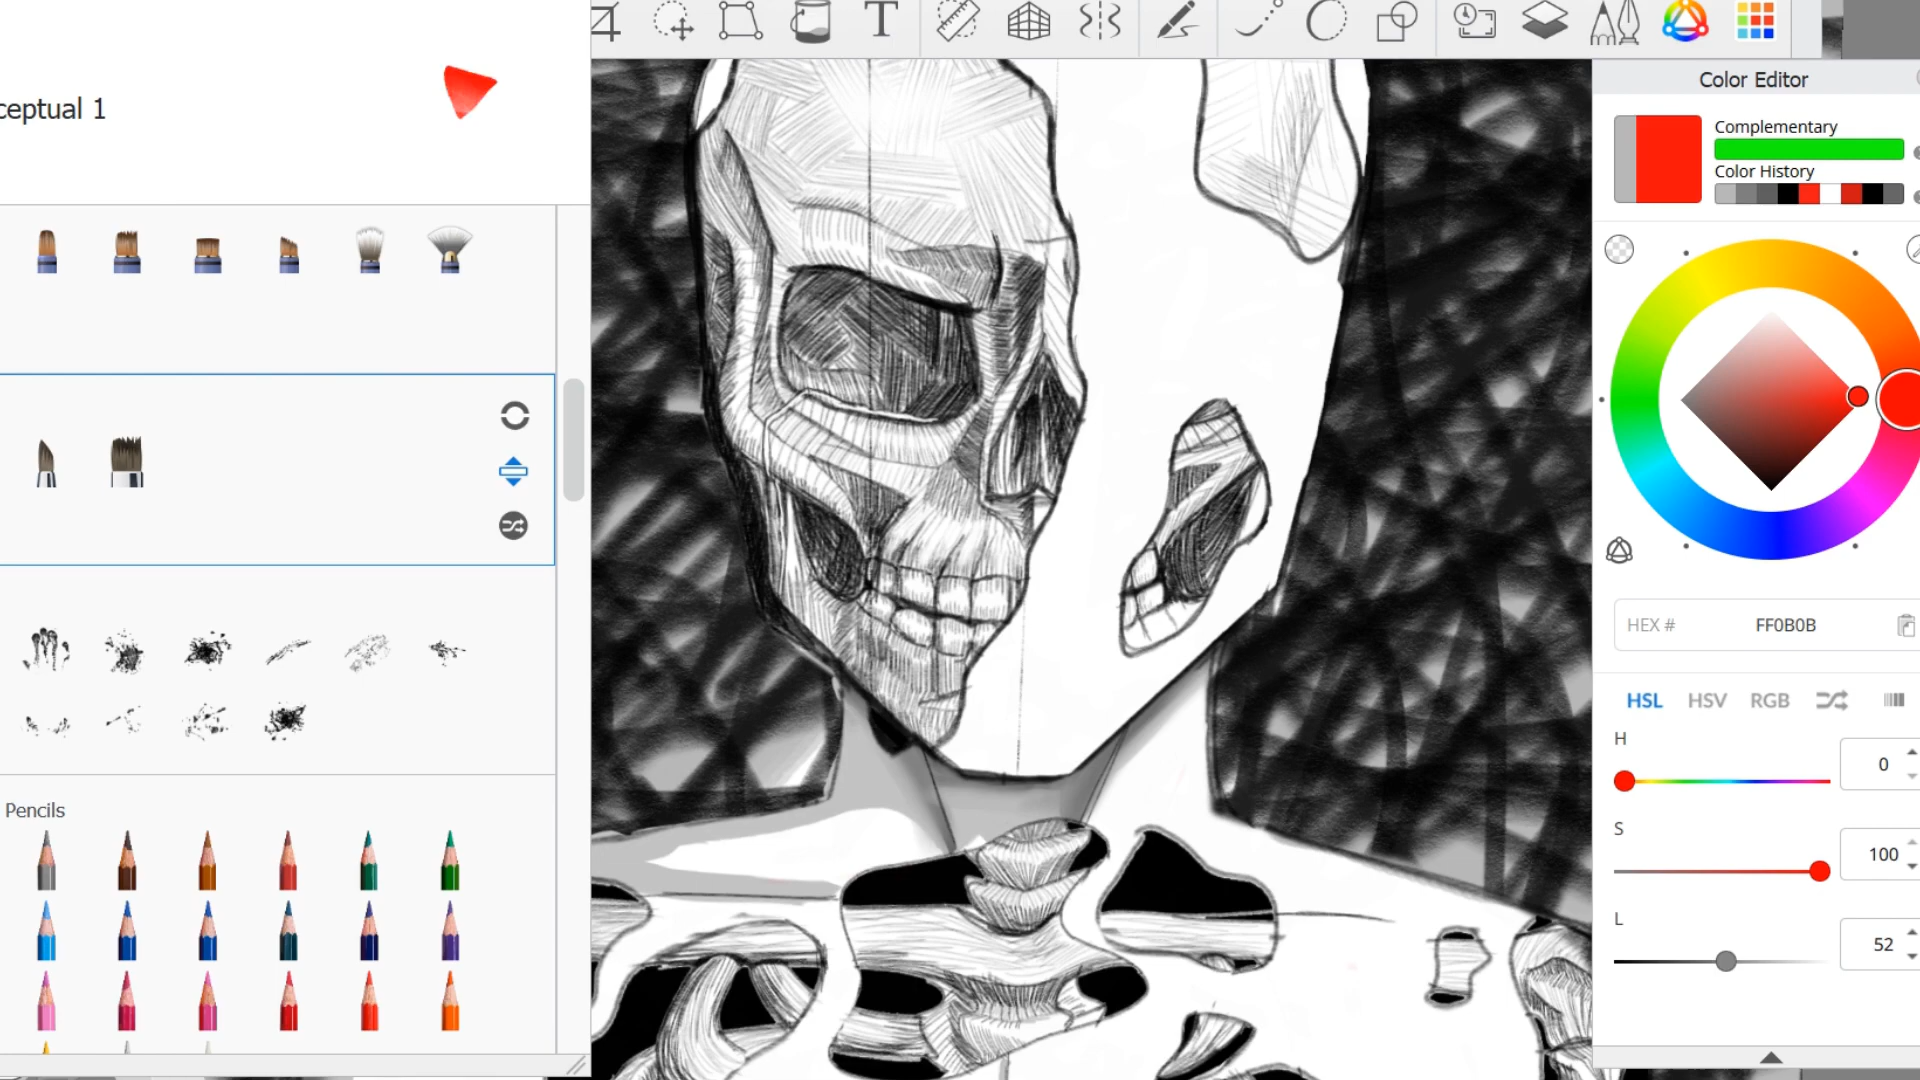 ceptual 1
T
Pencils
Color Editor
Complementary
Color History
HEX # FF0B0B
HSL HSV RGB
H
0
S
100
L
52